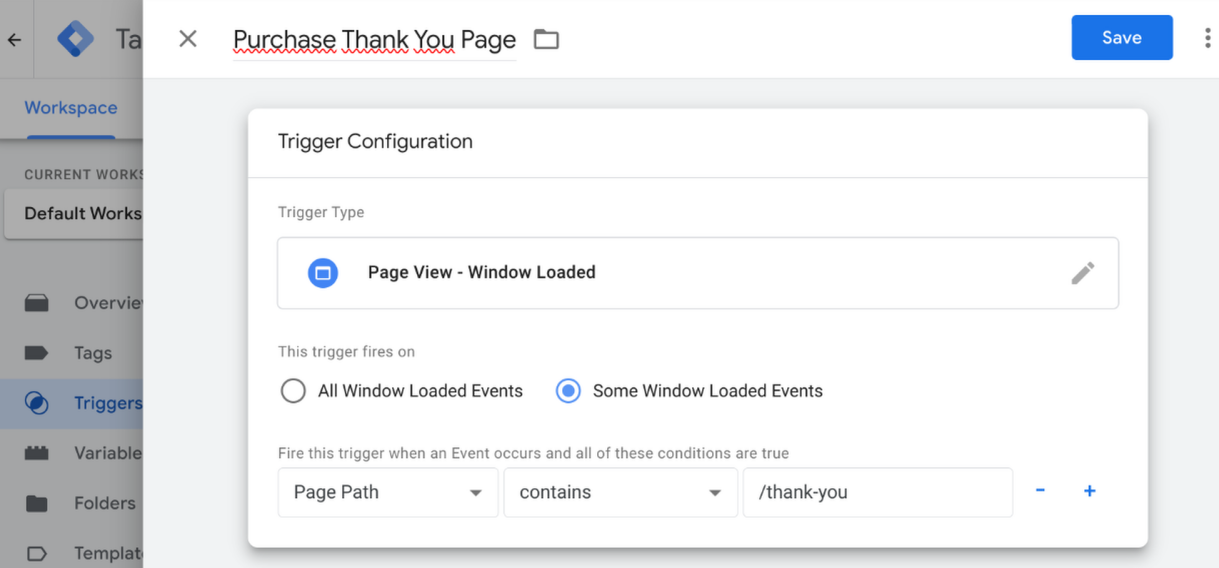 Ta
Purchase Thank You Page
Save
Workspace
Trigger Configuration
CURRENT WORKS
Default Works
Trigger Type
Page View - Window Loaded
Overvie
Tags
This trigger fires on
Triggers
All Window Loaded Events
Some Window Loaded Events
Variable
Fire this trigger when an Event occurs and all of these conditions are true
Page Path
contains
/thank-you
-
+
Folders
Templat